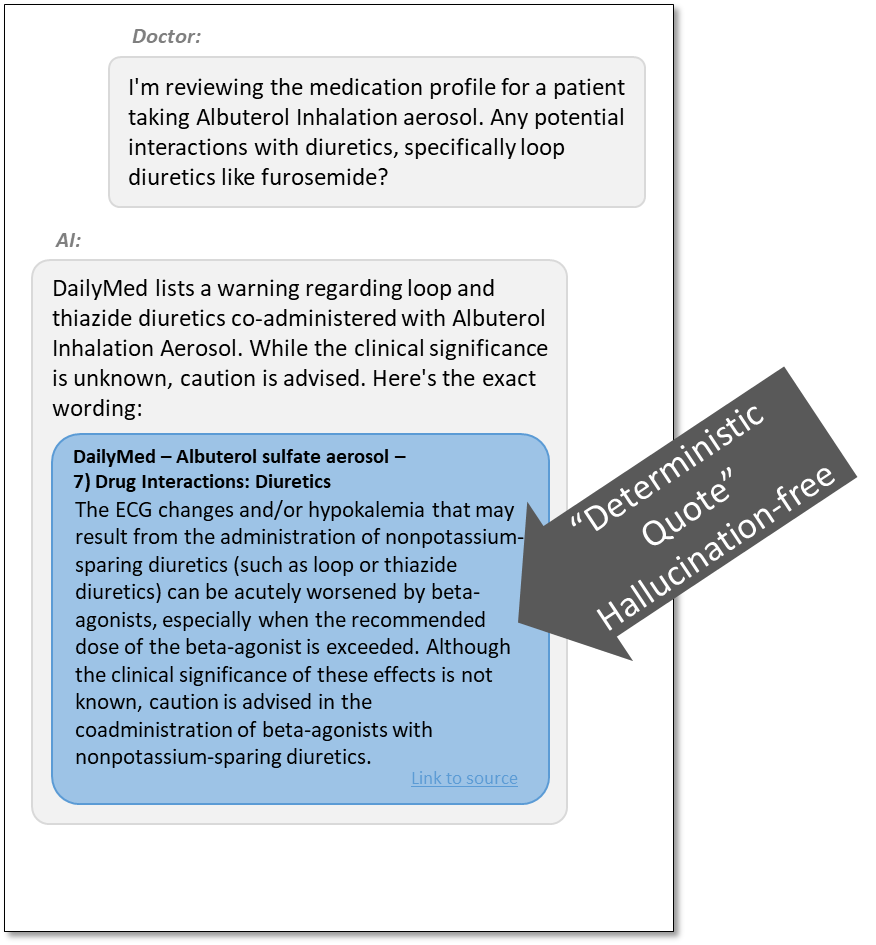 Doctor:
I'm reviewing the medication profile for a patient
taking Albuterol Inhalation aerosol. Any potential
interactions with diuretics, specifically loop
diuretics like furosemide?
AI:
DailyMed lists a warning regarding loop and
thiazide diuretics co-administered with Albuterol
Inhalation Aerosol. While the clinical significance
is unknown, caution is advised. Here's the exact
wording:
DailyMed – Albuterol sulfate aerosol –
7) Drug Interactions: Diuretics
The ECG changes and/or hypokalemia that may
result from the administration of nonpotassium-
sparing diuretics (such as loop or thiazide
diuretics) can be acutely worsened by beta-
agonists, especially when the recommended
dose of the beta-agonist is exceeded. Although
the clinical significance of these effects is not
known, caution is advised in the
coadministration of beta-agonists with
nonpotassium-sparing diuretics.
Link to source
“Deterministic
Quote”
Hallucination-free